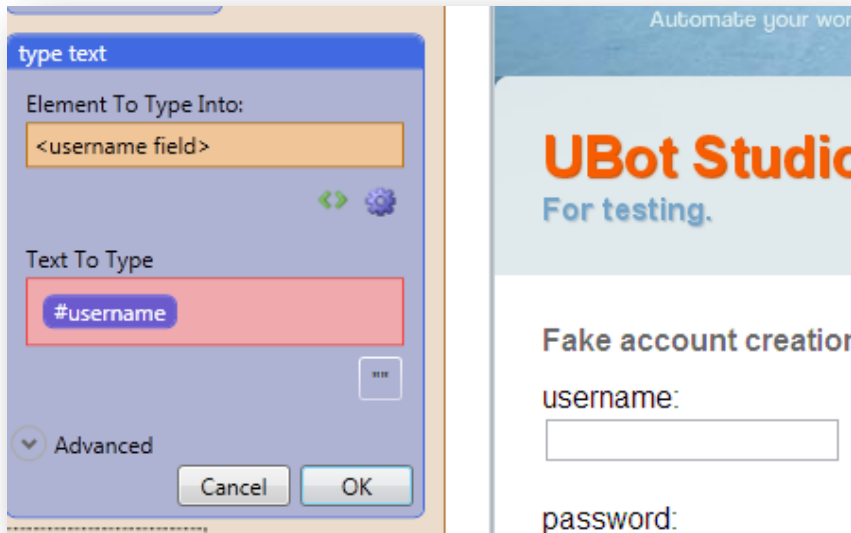 type text
Element To Type Into:
<username field>
Text To Type
#username
""
Advanced
Cancel
OK
Automate your wor
UBot Studio
For testing.
Fake account creation
username:
password: